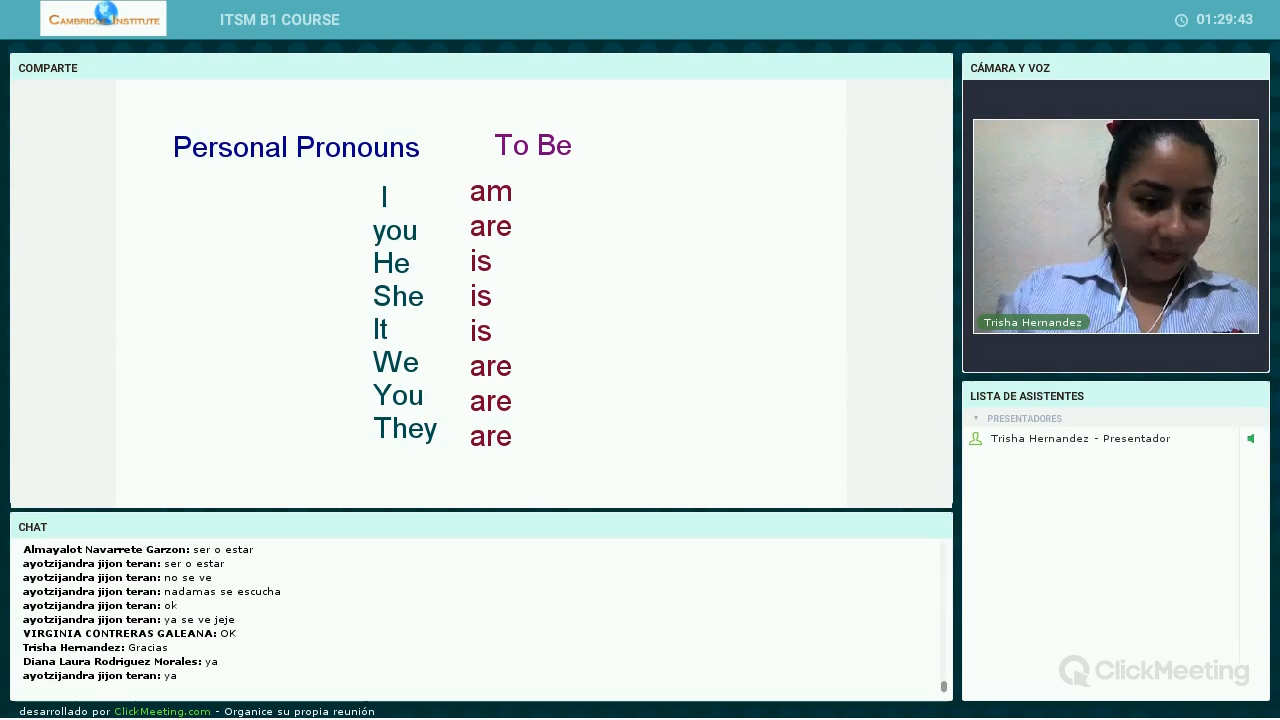 CAMBRIDGE INSTITUTE
ITSM B1 COURSE
01:29:43
COMPARTE
Personal Pronouns
To Be
I am
you are
He is
She is
It is
We are
You are
They are
CÁMARA Y VOZ
Trisha Hernandez
LISTA DE ASISTENTES
PRESENTADORES
Trisha Hernandez - Presentador
ClickMeeting
CHAT
Almayalot Navarrete Garzon: ser o estar
ayotzijandra jijon teran: ser o estar
ayotzijandra jijon teran: no se ve
ayotzijandra jijon teran: nadamas se escucha
ayotzijandra jijon teran: ok
ayotzijandra jijon teran: ya se ve jeje
VIRGINIA CONTRERAS GALEANA: OK
Trisha Hernandez: Gracias
Diana Laura Rodriguez Morales: ya
ayotzijandra jijon teran: ya
desarrollado por ClickMeeting.com - Organice su propia reunión